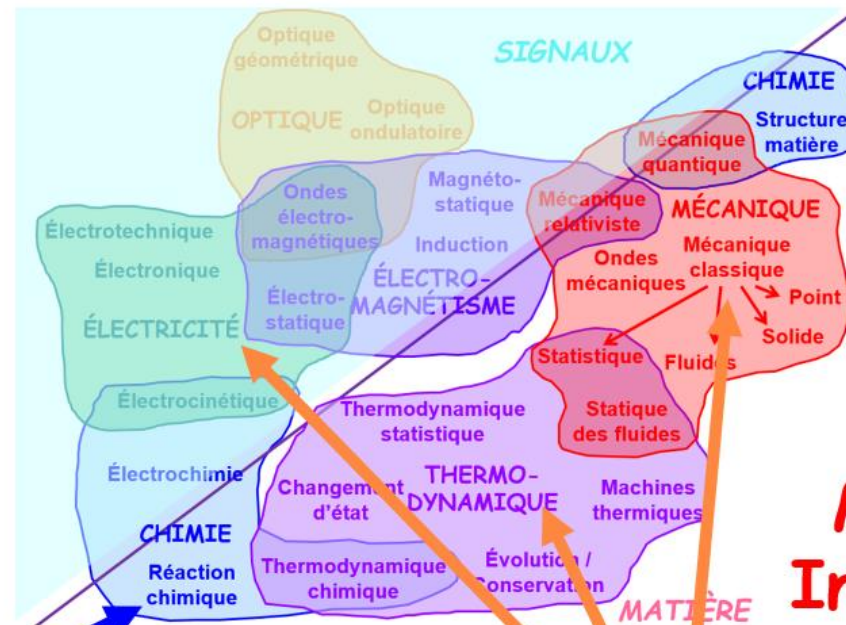 Optique
géométrique
SIGNAUX
OPTIQUE
Optique
ondulatoire
CHIMIE
Structure
matière
Mécanique
quantique
Ondes
électro-
magnétiques
Magnéto-
statique
Induction
Mécanique
relativiste
MÉCANIQUE
Ondes
mécaniques
Mécanique
classique
Point
Solide
Fluides
Statistique
Électrotechnique
Électronique
ÉLECTRICITÉ
Électro-
statique
ÉLECTRO-
MAGNÉTISME
Statique
des fluides
Électrocinétique
Thermodynamique
statistique
Électrochimie
Changement
d'état
THERMO-
DYNAMIQUE
Machines
thermiques
CHIMIE
Réaction
chimique
Thermodynamique
chimique
Évolution /
Conservation
MATIÈRE